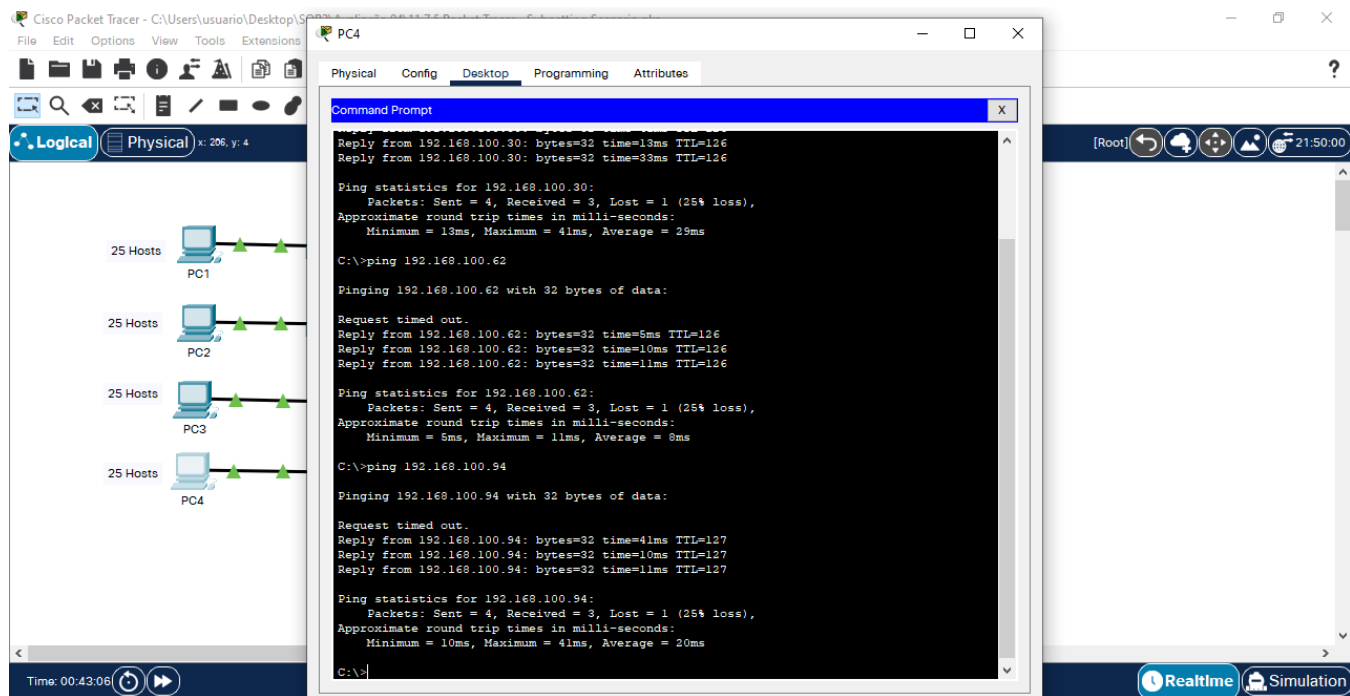 Cisco Packet Tracer - C:\Users\usuario\Desktop\
File Edit Options View Tools Extensions
Logical Physical x: 206, y: 4
[Root] 21:50:00
25 Hosts
PC1
25 Hosts
PC2
25 Hosts
PC3
25 Hosts
PC4
PC4
Physical Config Desktop Programming Attributes
Command Prompt X
Reply from 192.168.100.30: bytes=32 time=13ms TTL=126
Reply from 192.168.100.30: bytes=32 time=33ms TTL=126
Ping statistics for 192.168.100.30:
Packets: Sent = 4, Received = 3, Lost = 1 (25% loss),
Approximate round trip times in milli-seconds:
Minimum = 13ms, Maximum = 41ms, Average = 29ms
C:\>ping 192.168.100.62
Pinging 192.168.100.62 with 32 bytes of data:
Request timed out.
Reply from 192.168.100.62: bytes=32 time=5ms TTL=126
Reply from 192.168.100.62: bytes=32 time=10ms TTL=126
Reply from 192.168.100.62: bytes=32 time=11ms TTL=126
Ping statistics for 192.168.100.62:
Packets: Sent = 4, Received = 3, Lost = 1 (25% loss),
Approximate round trip times in milli-seconds:
Minimum = 5ms, Maximum = 11ms, Average = 8ms
C:\>ping 192.168.100.94
Pinging 192.168.100.94 with 32 bytes of data:
Request timed out.
Reply from 192.168.100.94: bytes=32 time=41ms TTL=127
Reply from 192.168.100.94: bytes=32 time=10ms TTL=127
Reply from 192.168.100.94: bytes=32 time=11ms TTL=127
Ping statistics for 192.168.100.94:
Packets: Sent = 4, Received = 3, Lost = 1 (25% loss),
Approximate round trip times in milli-seconds:
Minimum = 10ms, Maximum = 41ms, Average = 20ms
C:\>
Time: 00:43:06
Realtime Simulation